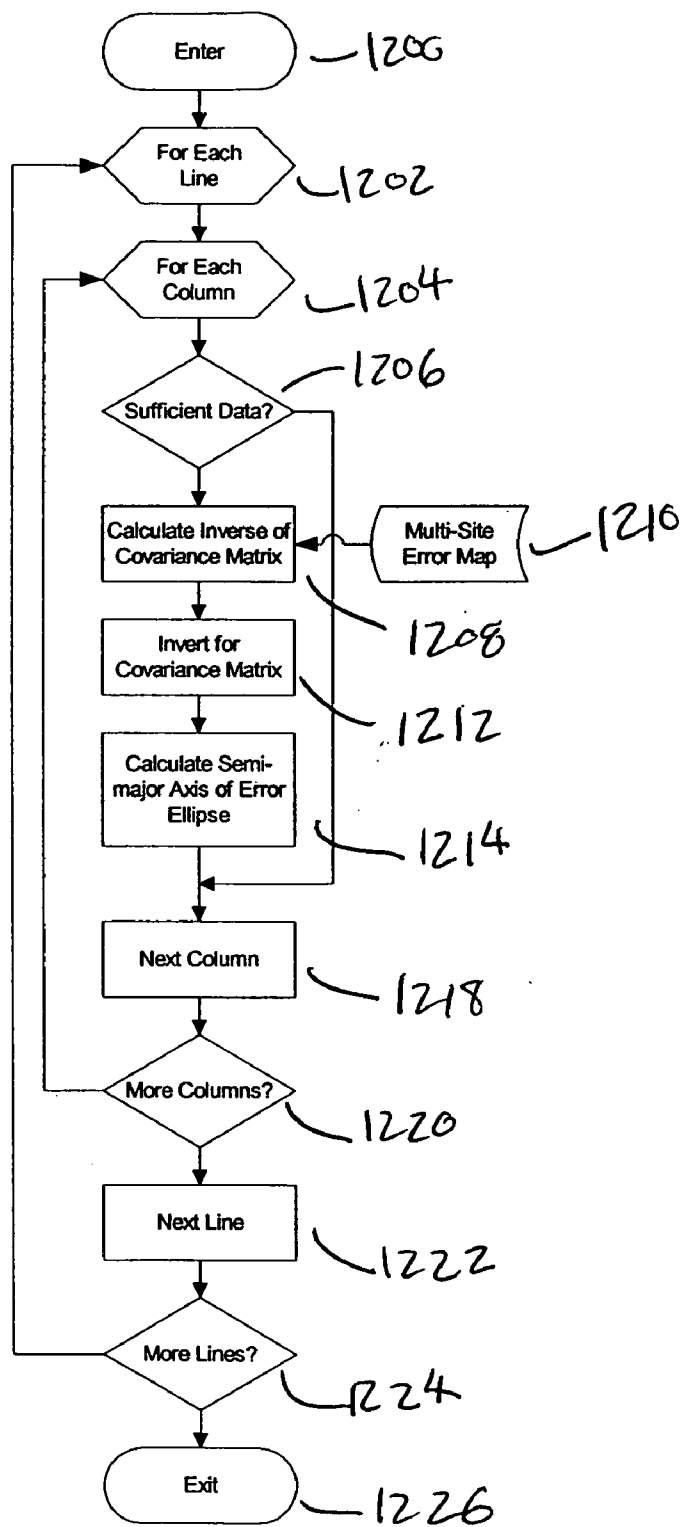 Enter
1200
For Each
Line
1202
For Each
Column
1204
1206
Sufficient Data?
Calculate Inverse of
Covariance Matrix
Multi-Site
Error Map
1210
1208
Invert for
Covariance Matrix
1212
Calculate Semi-
major Axis of Error
Ellipse
1214
Next Column
1218
More Columns?
1220
Next Line
1222
More Lines?
1224
Exit
1226